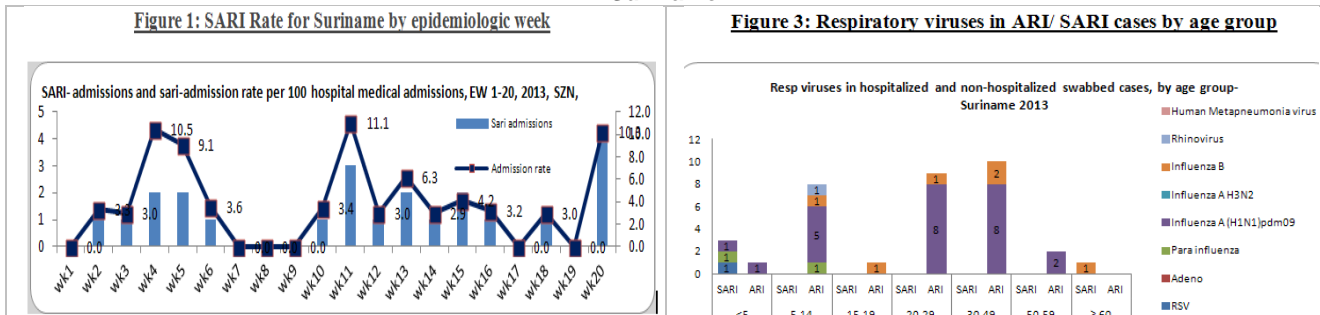 Figure 1: SARI Rate for Suriname by epidemiologic week
SARI- admissions and sari-admission rate per 100 hospital medical admissions, EW 1-20, 2013, SZN,
5
4
3
2
1
0
12.0
10.0
8.0
6.0
4.0
2.0
0.0
Sari admissions
Admission rate
0.0
3.0
10.5
9.1
3.6
0.0
0.0
3.4
11.1
3.0
6.3
2.9
4.2
3.2
0.0
3.0
0.0
wk1
wk2
wk3
wk4
wk5
wk6
wk7
wk8
wk9
wk10
wk11
wk12
wk13
wk14
wk15
wk16
wk17
wk18
wk19
wk20
Figure 3: Respiratory viruses in ARI/ SARI cases by age group
Resp viruses in hospitalized and non-hospitalized swabbed cases, by age group-
Suriname 2013
12
10
8
6
4
2
0
1
1
1
1
1
1
5
1
1
1
8
2
8
2
1
SARI ARI SARI ARI SARI ARI SARI ARI SARI ARI SARI ARI SARI ARI
Human Metapneumonia virus
Rhinovirus
Influenza B
Influenza A H3N2
Influenza A (H1N1)pdm09
Para influenza
Adeno
RSV